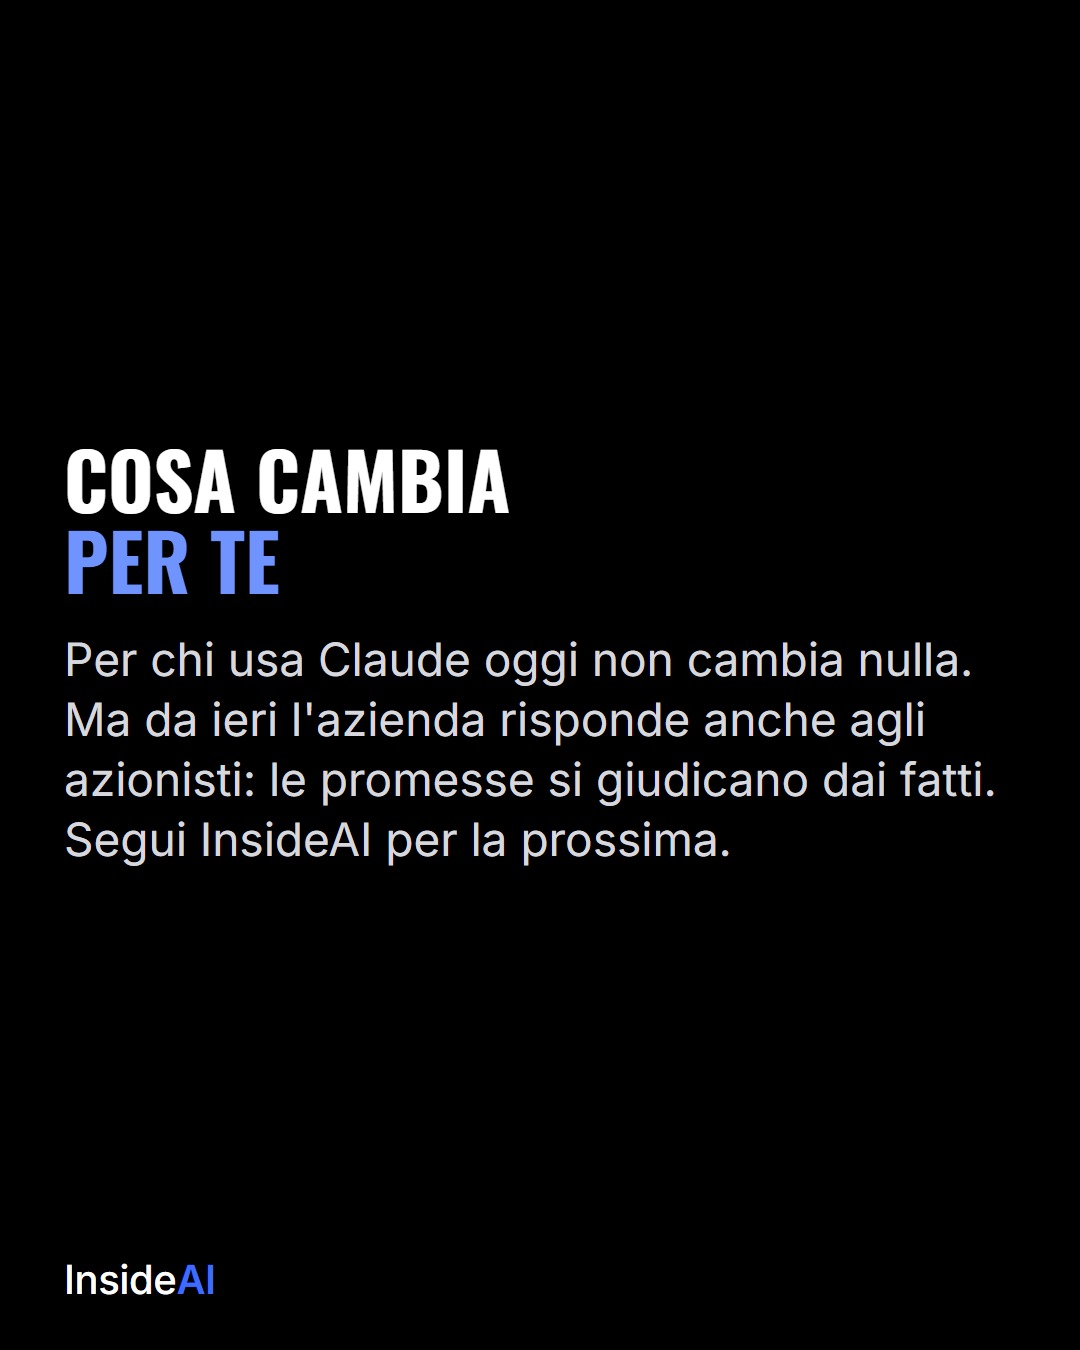 COSA CAMBIA
PER TE
Per chi usa Claude oggi non cambia nulla.
Ma da ieri l'azienda risponde anche agli
azionisti: le promesse si giudicano dai fatti.
Segui InsideAI per la prossima.
InsideAI